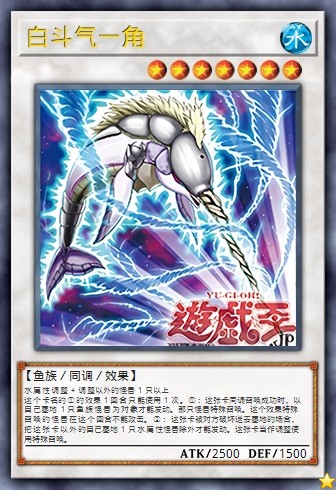 白斗气一角
水
YU-GI-OH!
遊戯王
.JP
【鱼族／同调／效果】
水属性调整＋调整以外的怪兽１只以上
这个卡名的①的效果１回合只能使用１次。①：这张卡同调召唤成功时，以
自己墓地１只鱼族怪兽为对象才能发动。那只怪兽特殊召唤。这个效果特殊
召唤的怪兽在这个回合不能攻击。②：这张卡被对方破坏送去墓地的场合，
把这张卡以外的自己墓地１只水属性怪兽除外才能发动。这张卡当作调整使
用特殊召唤。
ATK/2500 DEF/1500